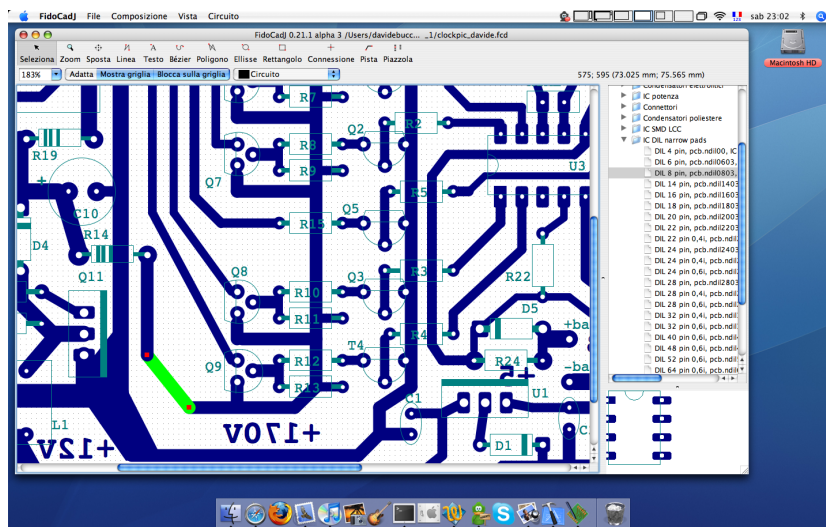 FidoCadJ File Composizione Vista Circuito
sab 23:02
FidoCadJ 0.21.1 alpha 3 /Users/davidebucc... _1/clockpic_davide.fcd
Seleziona Zoom Sposta Linea Testo Bézier Poligono Ellisse Rettangolo Connessione Pista Piazzola
183% Adatta Mostra griglia Blocca sulla griglia Circuito 575; 595 (73.025 mm; 75.565 mm)
Macintosh HD
Condensatori elettronici
IC potenza
Connettori
Condensatori poliestere
IC SMD LCC
IC DIL narrow pads
DIL 4 pin, pcb.ndil00, IC
DIL 6 pin, pcb.ndil0603,
DIL 8 pin, pcb.ndil0803,
DIL 14 pin, pcb.ndil1403
DIL 16 pin, pcb.ndil1603
DIL 18 pin, pcb.ndil1803
DIL 20 pin, pcb.ndil2003
DIL 22 pin, pcb.ndil2203
DIL 22 pin 0,4i, pcb.ndil
DIL 24 pin, pcb.ndil2403
DIL 24 pin 0,4i, pcb.ndil
DIL 24 pin 0,6i, pcb.ndil
DIL 28 pin, pcb.ndil2803
DIL 28 pin 0,4i, pcb.ndil
DIL 28 pin 0,6i, pcb.ndil
DIL 32 pin 0,4i, pcb.ndil
DIL 32 pin 0,6i, pcb.ndil
DIL 40 pin 0,6i, pcb.ndil
DIL 48 pin 0,6i, pcb.ndil
DIL 52 pin 0,6i, pcb.ndil
DIL 64 pin 0,6i, pcb.ndil
R7
R2
Q2
R19
R8
R9
U3
Q7
R5
C10
Q5
R15
R14
D4
Q11
Q8
Q3
R3
R22
R10
R11
D5
T4
R4
+ba
Q9
R12
R24
-ba
R13
+5
U1
C1
L1
+12V
+170V
D1
C